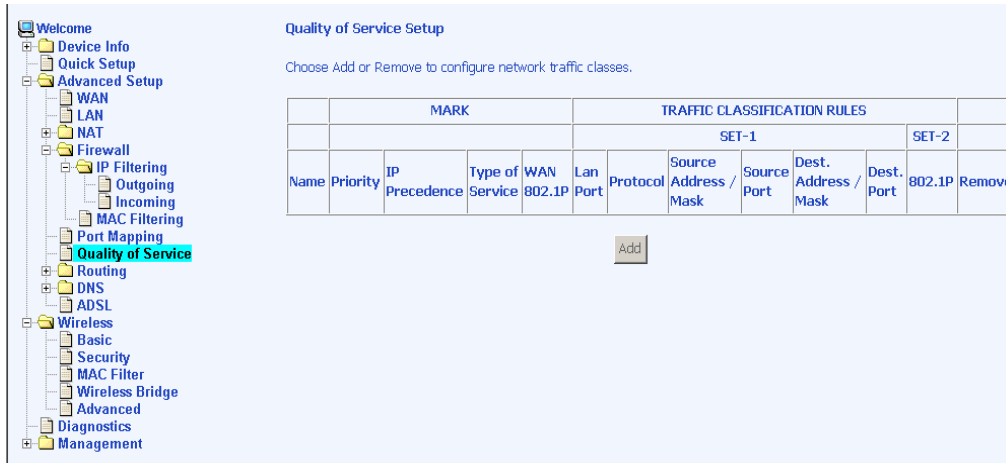 Welcome
Device Info
Quick Setup
Advanced Setup
WAN
LAN
NAT
Firewall
IP Filtering
Outgoing
Incoming
MAC Filtering
Port Mapping
Quality of Service
Routing
DNS
ADSL
Wireless
Basic
Security
MAC Filter
Wireless Bridge
Advanced
Diagnostics
Management
Quality of Service Setup
Choose Add or Remove to configure network traffic classes.
MARK TRAFFIC CLASSIFICATION RULES
SET-1 SET-2
Name
Priority
IP
Precedence
Type of
Service
WAN
802.1P
Lan
Port
Protocol
Source
Address /
Mask
Source
Port
Dest.
Address /
Mask
Dest.
Port
802.1P
Remove
Add